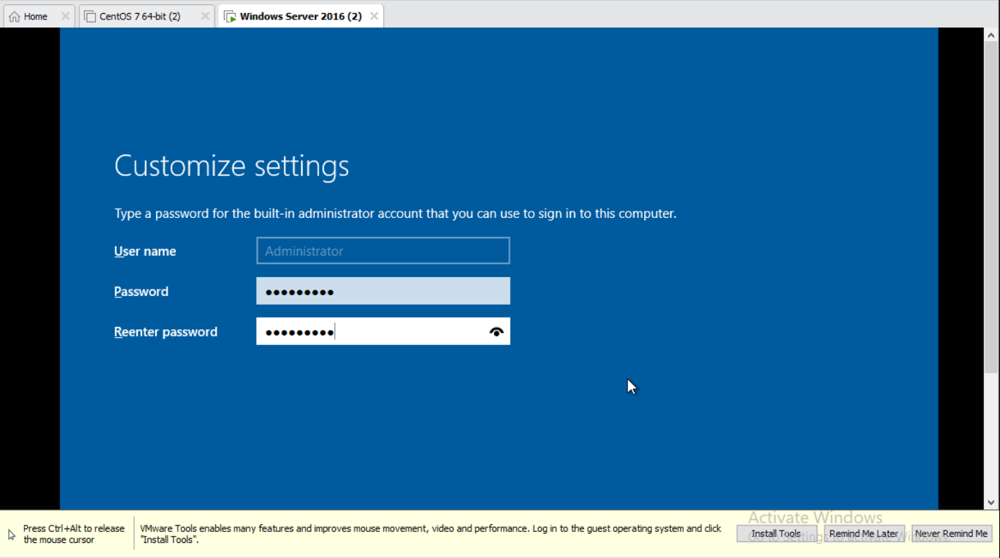 Home
CentOS 7 64-bit (2)
Windows Server 2016 (2)
Customize settings
Type a password for the built-in administrator account that you can use to sign in to this computer.
User name
Administrator
Password
Reenter password
Press Ctrl+Alt to release
the mouse cursor
VMware Tools enables many features and improves mouse movement, video and performance. Log in to the guest operating system and click
"Install Tools".
Activate Windows
Go to Settings to activate Windows.
Install Tools
Remind Me Later
Never Remind Me